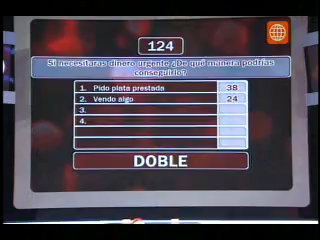 124
Si necesitaras dinero urgente ¿De qué manera podrías
conseguirlo?
1. Pido plata prestada 38
2. Vendo algo 24
3.
4.
DOBLE